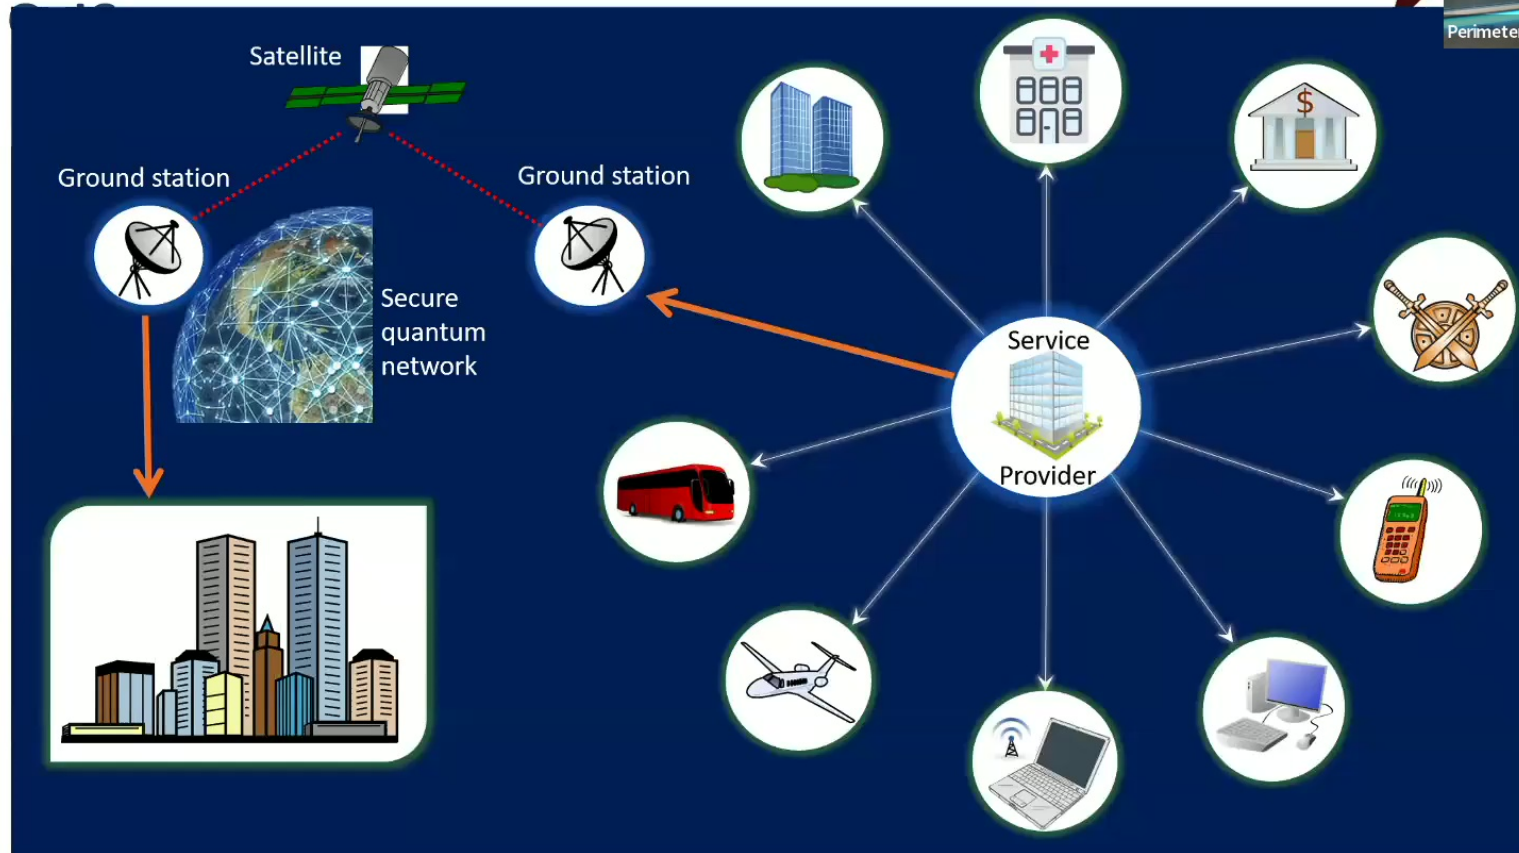 Perimete
Satellite
Ground station
Ground station
$
Secure
quantum
network
Service
Provider